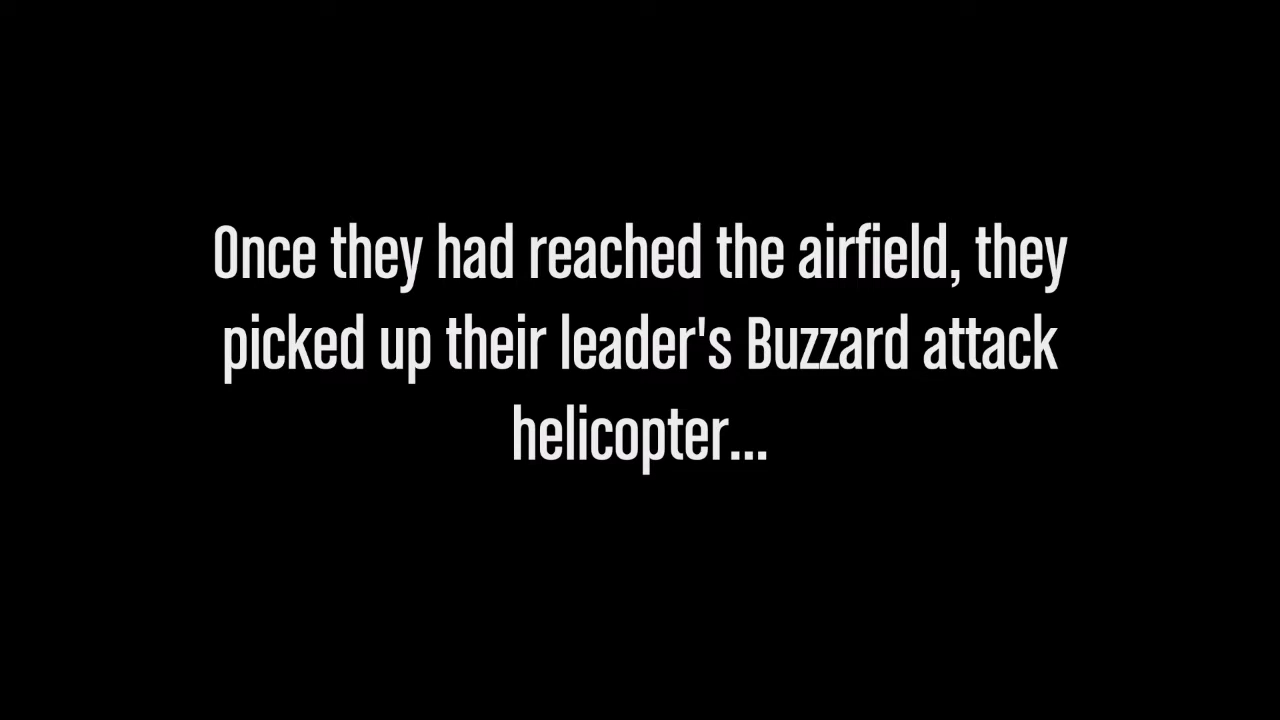 Once they had reached the airfield, they
picked up their leader's Buzzard attack
helicopter...